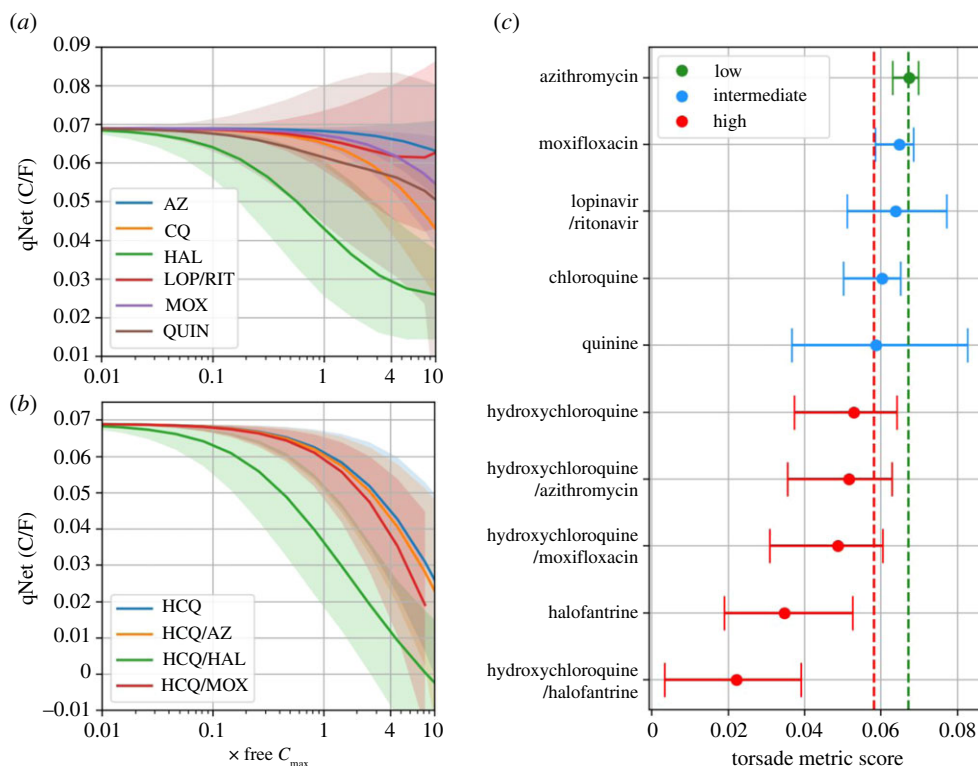 (a)
0.09
0.08
0.07
0.06
0.05
0.04
0.03
0.02
0.01
qNet (C/F)
AZ
CQ
HAL
LOP/RIT
MOX
QUIN
0.01
0.1
1
4
10
(b)
0.07
0.06
0.05
0.04
0.03
0.02
0.01
0
–0.01
qNet (C/F)
HCQ
HCQ/AZ
HCQ/HAL
HCQ/MOX
0.01
0.1
1
4
10
× free Cmax
(c)
low
intermediate
high
azithromycin
moxifloxacin
lopinavir
/ritonavir
chloroquine
quinine
hydroxychloroquine
hydroxychloroquine
/azithromycin
hydroxychloroquine
/moxifloxacin
halofantrine
hydroxychloroquine
/halofantrine
0
0.02
0.04
0.06
0.08
torsade metric score